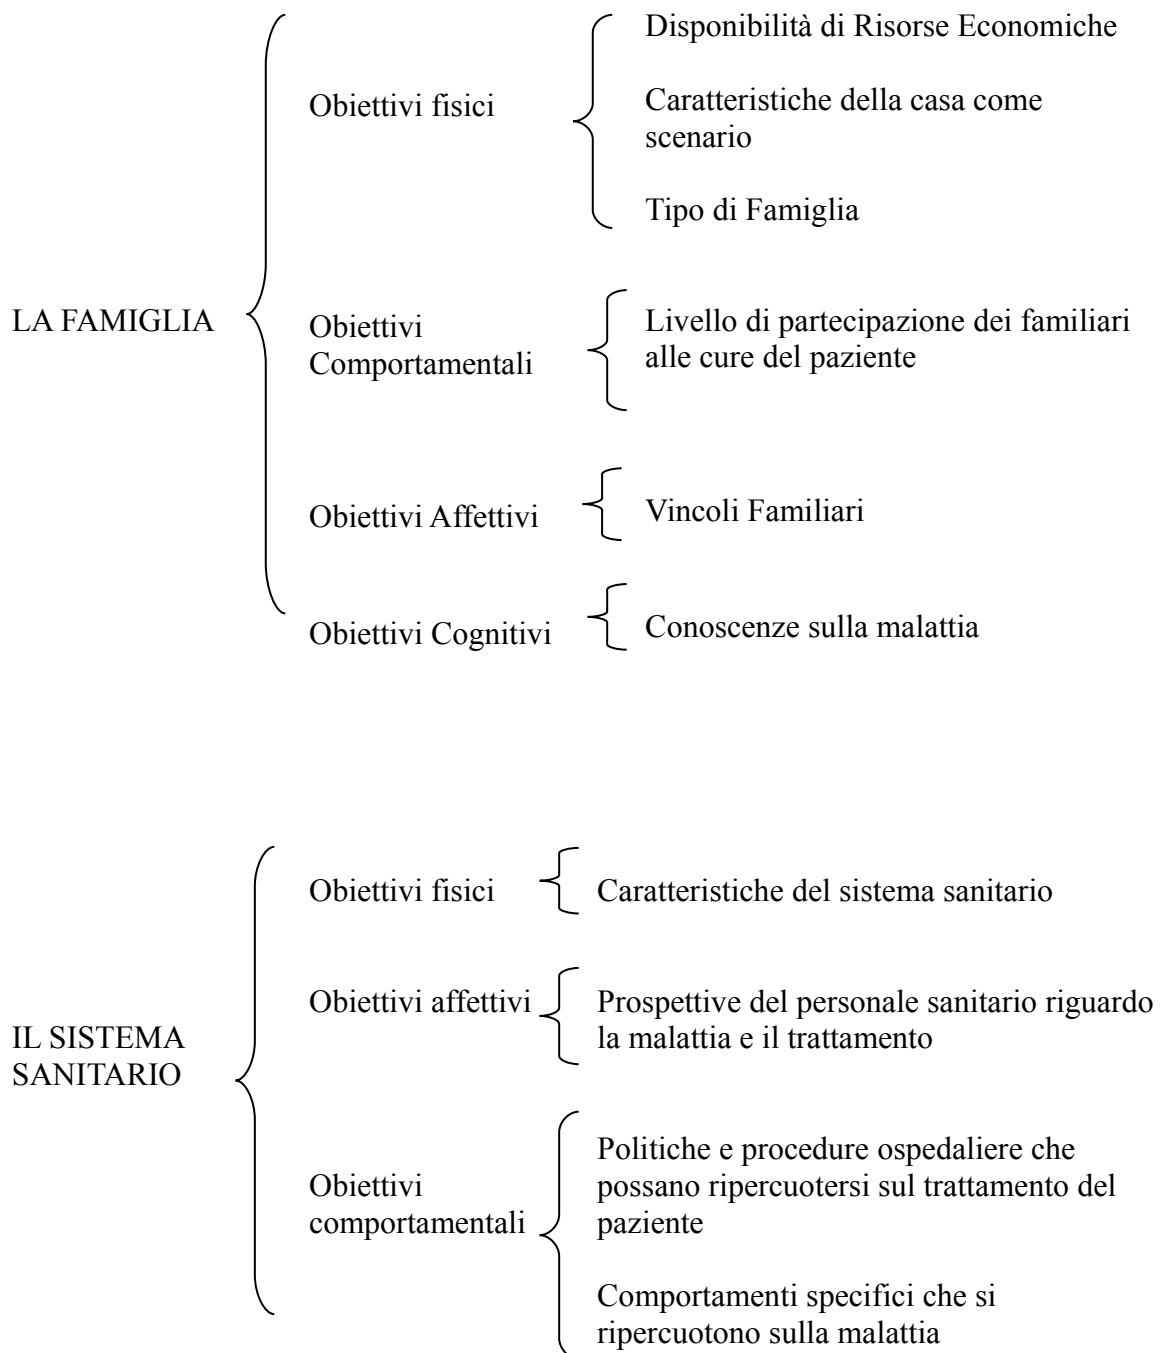 Disponibilità di Risorse Economiche
Obiettivi fisici
Caratteristiche della casa come
scenario
Tipo di Famiglia
LA FAMIGLIA
Obiettivi
Comportamentali
Livello di partecipazione dei familiari
alle cure del paziente
Obiettivi Affettivi
Vincoli Familiari
Obiettivi Cognitivi
Conoscenze sulla malattia
Obiettivi fisici
Caratteristiche del sistema sanitario
Obiettivi affettivi
Prospettive del personale sanitario riguardo
la malattia e il trattamento
IL SISTEMA
SANITARIO
Obiettivi
comportamentali
Politiche e procedure ospedaliere che
possano ripercuotersi sul trattamento del
paziente
Comportamenti specifici che si
ripercuotono sulla malattia